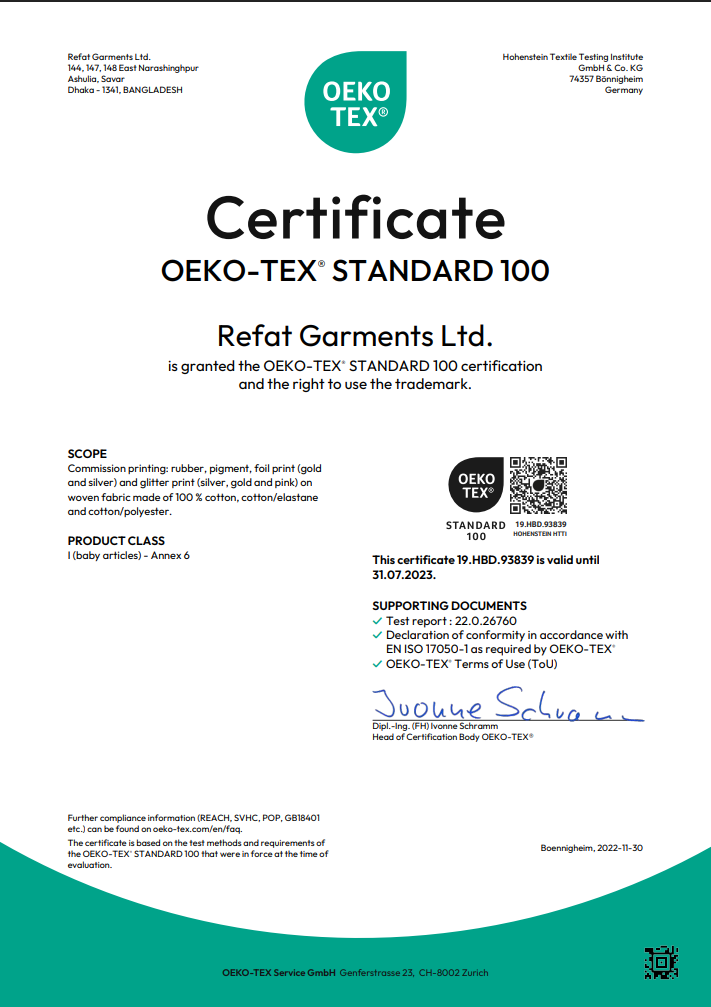 Refat Garments Ltd.
144, 147, 148 East Narashinghpur
Ashulia, Savar
Dhaka - 1341, BANGLADESH
OEKO
TEX®
Hohenstein Textile Testing Institute
GmbH & Co. KG
74357 Bönnigheim
Germany
Certificate
OEKO-TEX® STANDARD 100
Refat Garments Ltd.
is granted the OEKO-TEX® STANDARD 100 certification
and the right to use the trademark.
SCOPE
Commission printing: rubber, pigment, foil print (gold
and silver) and glitter print (silver, gold and pink) on
woven fabric made of 100 % cotton, cotton/elastane
and cotton/polyester.
PRODUCT CLASS
I (baby articles) - Annex 6
OEKO
TEX®
STANDARD
100
19.HBD.93839
HOHENSTEIN HTTI
This certificate 19.HBD.93839 is valid until
31.07.2023.
SUPPORTING DOCUMENTS
✓ Test report : 22.0.26760
✓ Declaration of conformity in accordance with
EN ISO 17050-1 as required by OEKO-TEX®
✓ OEKO-TEX® Terms of Use (ToU)
Ivonne Schramm
Dipl.-Ing. (FH) Ivonne Schramm
Head of Certification Body OEKO-TEX®
Further compliance information (REACH, SVHC, POP, GB18401
etc.) can be found on oeko-tex.com/en/faq.
The certificate is based on the test methods and requirements of
the OEKO-TEX® STANDARD 100 that were in force at the time of
evaluation.
Boennigheim, 2022-11-30
OEKO-TEX Service GmbH Genferstrasse 23, CH-8002 Zurich